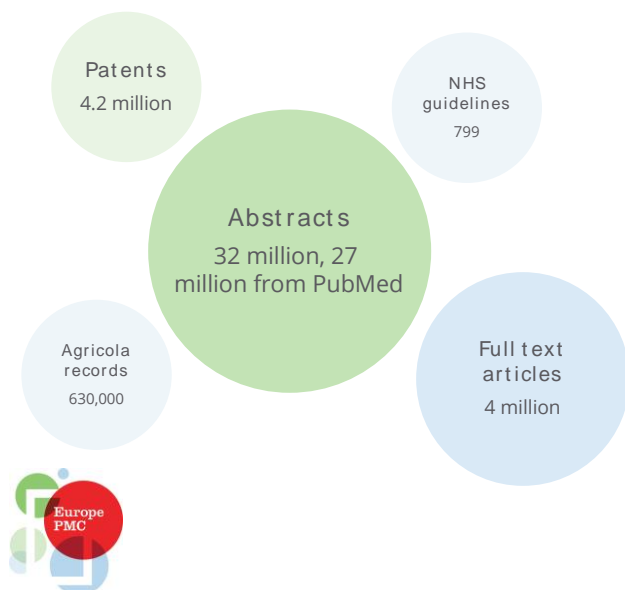 Patents
4.2 million
NHS
guidelines
799
Abstracts
32 million, 27
million from PubMed
Agricola
records
630,000
Full text
articles
4 million
Europe
PMC